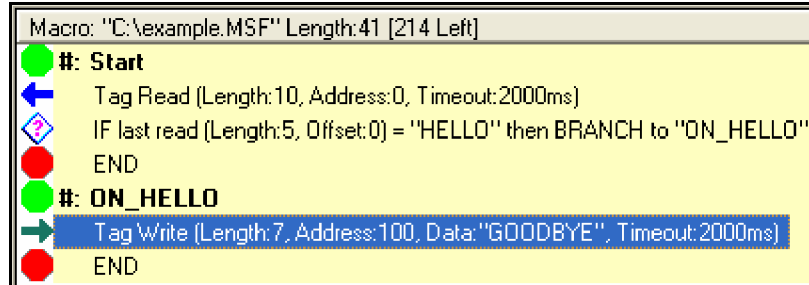 Macro: "C:\example.MSF" Length:41 [214 Left]
#: Start
Tag Read (Length:10, Address:0, Timeout:2000ms)
? IF last read (Length:5, Offset:0) = "HELLO" then BRANCH to "ON_HELLO"
END
#: ON_HELLO
Tag Write (Length:7, Address:100, Data:"GOODBYE", Timeout:2000ms)
END